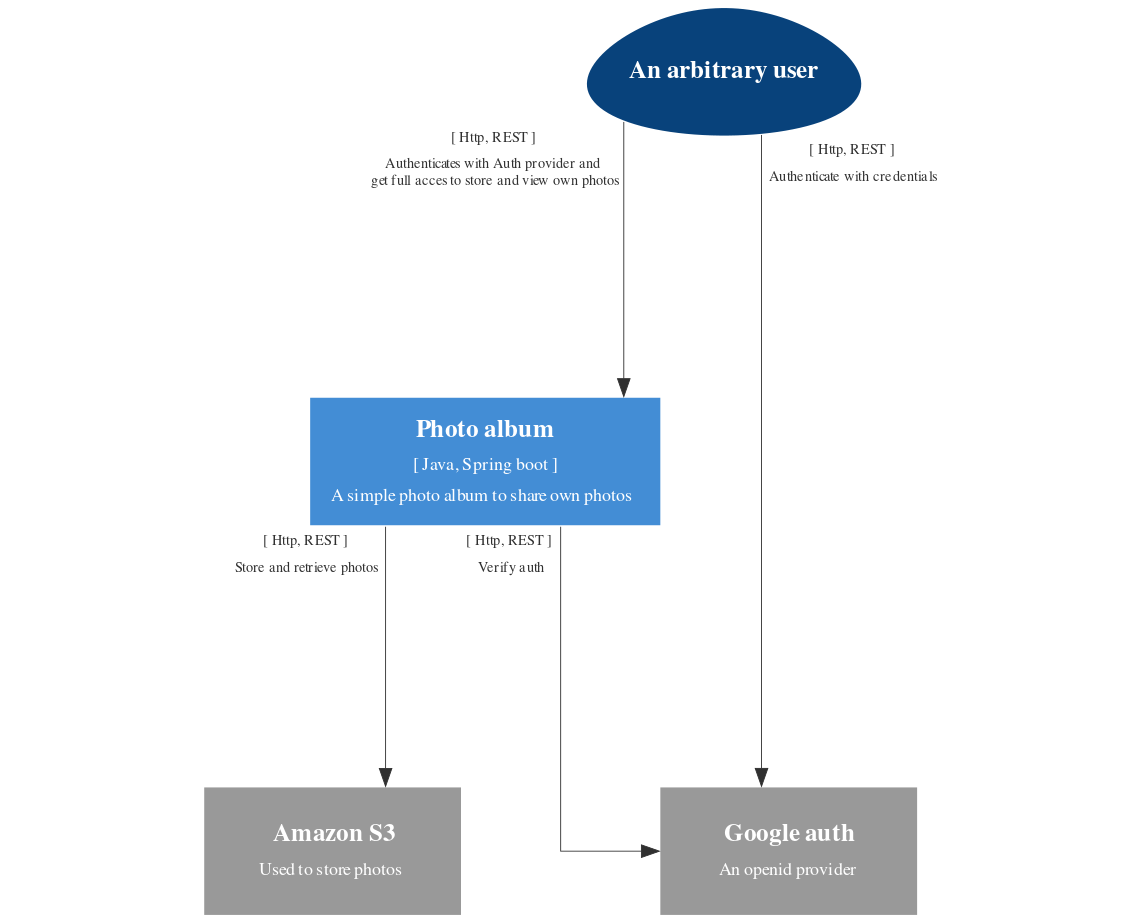 An arbitrary user
[ Http, REST ]
Authenticates with Auth provider and
get full acces to store and view own photos
[ Http, REST ]
Authenticate with credentials
Photo album
[ Java, Spring boot ]
A simple photo album to share own photos
[ Http, REST ]
Store and retrieve photos
[ Http, REST ]
Verify auth
Amazon S3
Used to store photos
Google auth
An openid provider